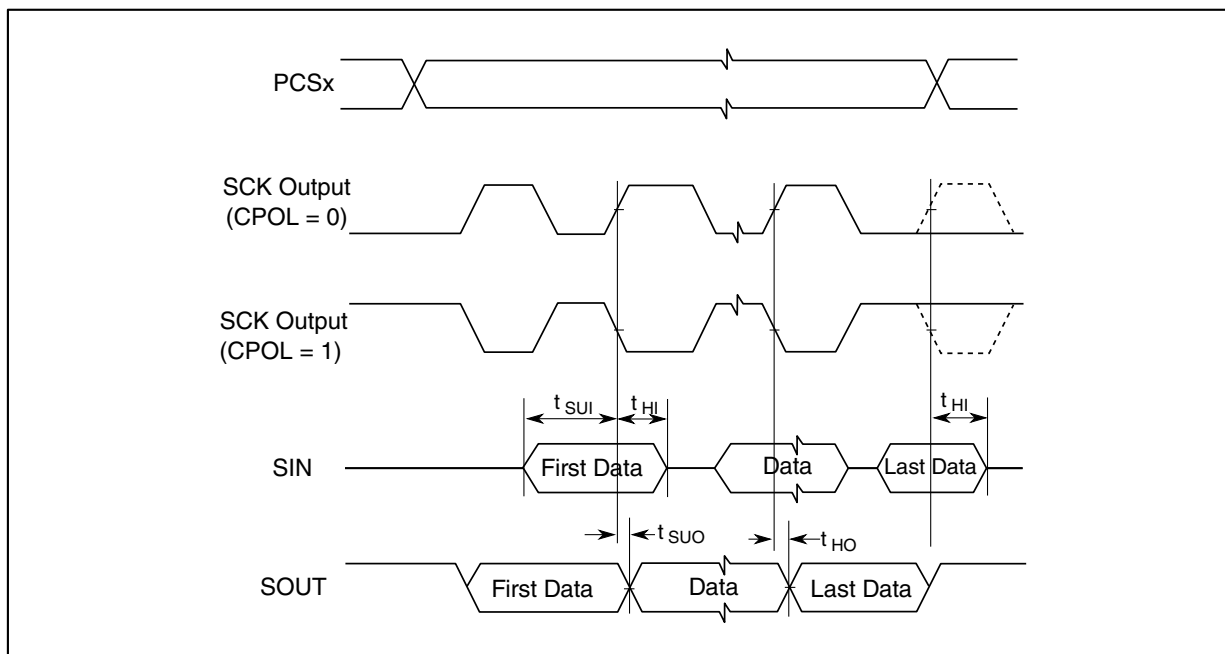 PCSx
SCK Output
(CPOL = 0)
SCK Output
(CPOL = 1)
t SUI
t HI
t HI
SIN
First Data
Data
Last Data
t SUO
t HO
SOUT
First Data
Data
Last Data